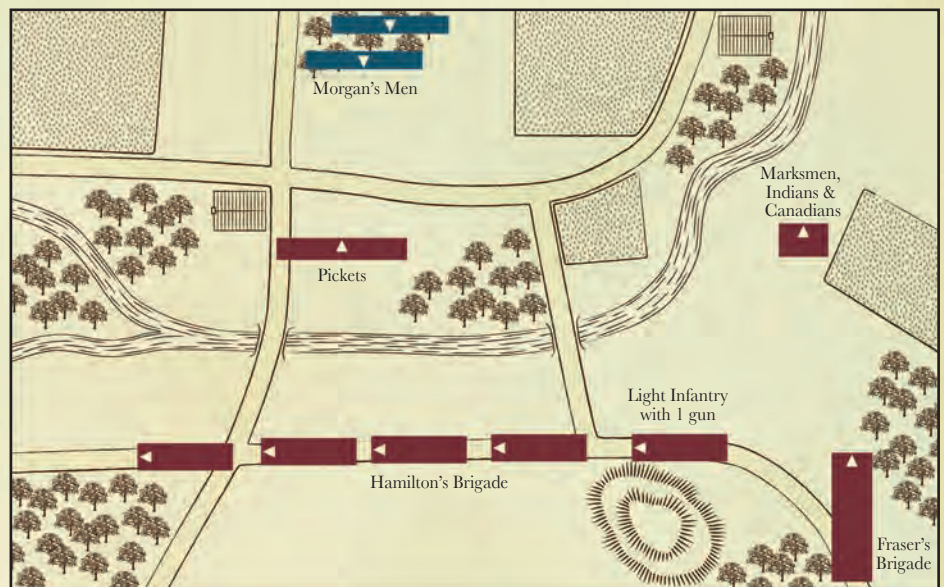 Morgan’s Men
Marksmen,
Indians &
Canadians
Pickets
Light Infantry
with 1 gun
Hamilton’s Brigade
Fraser’s
Brigade